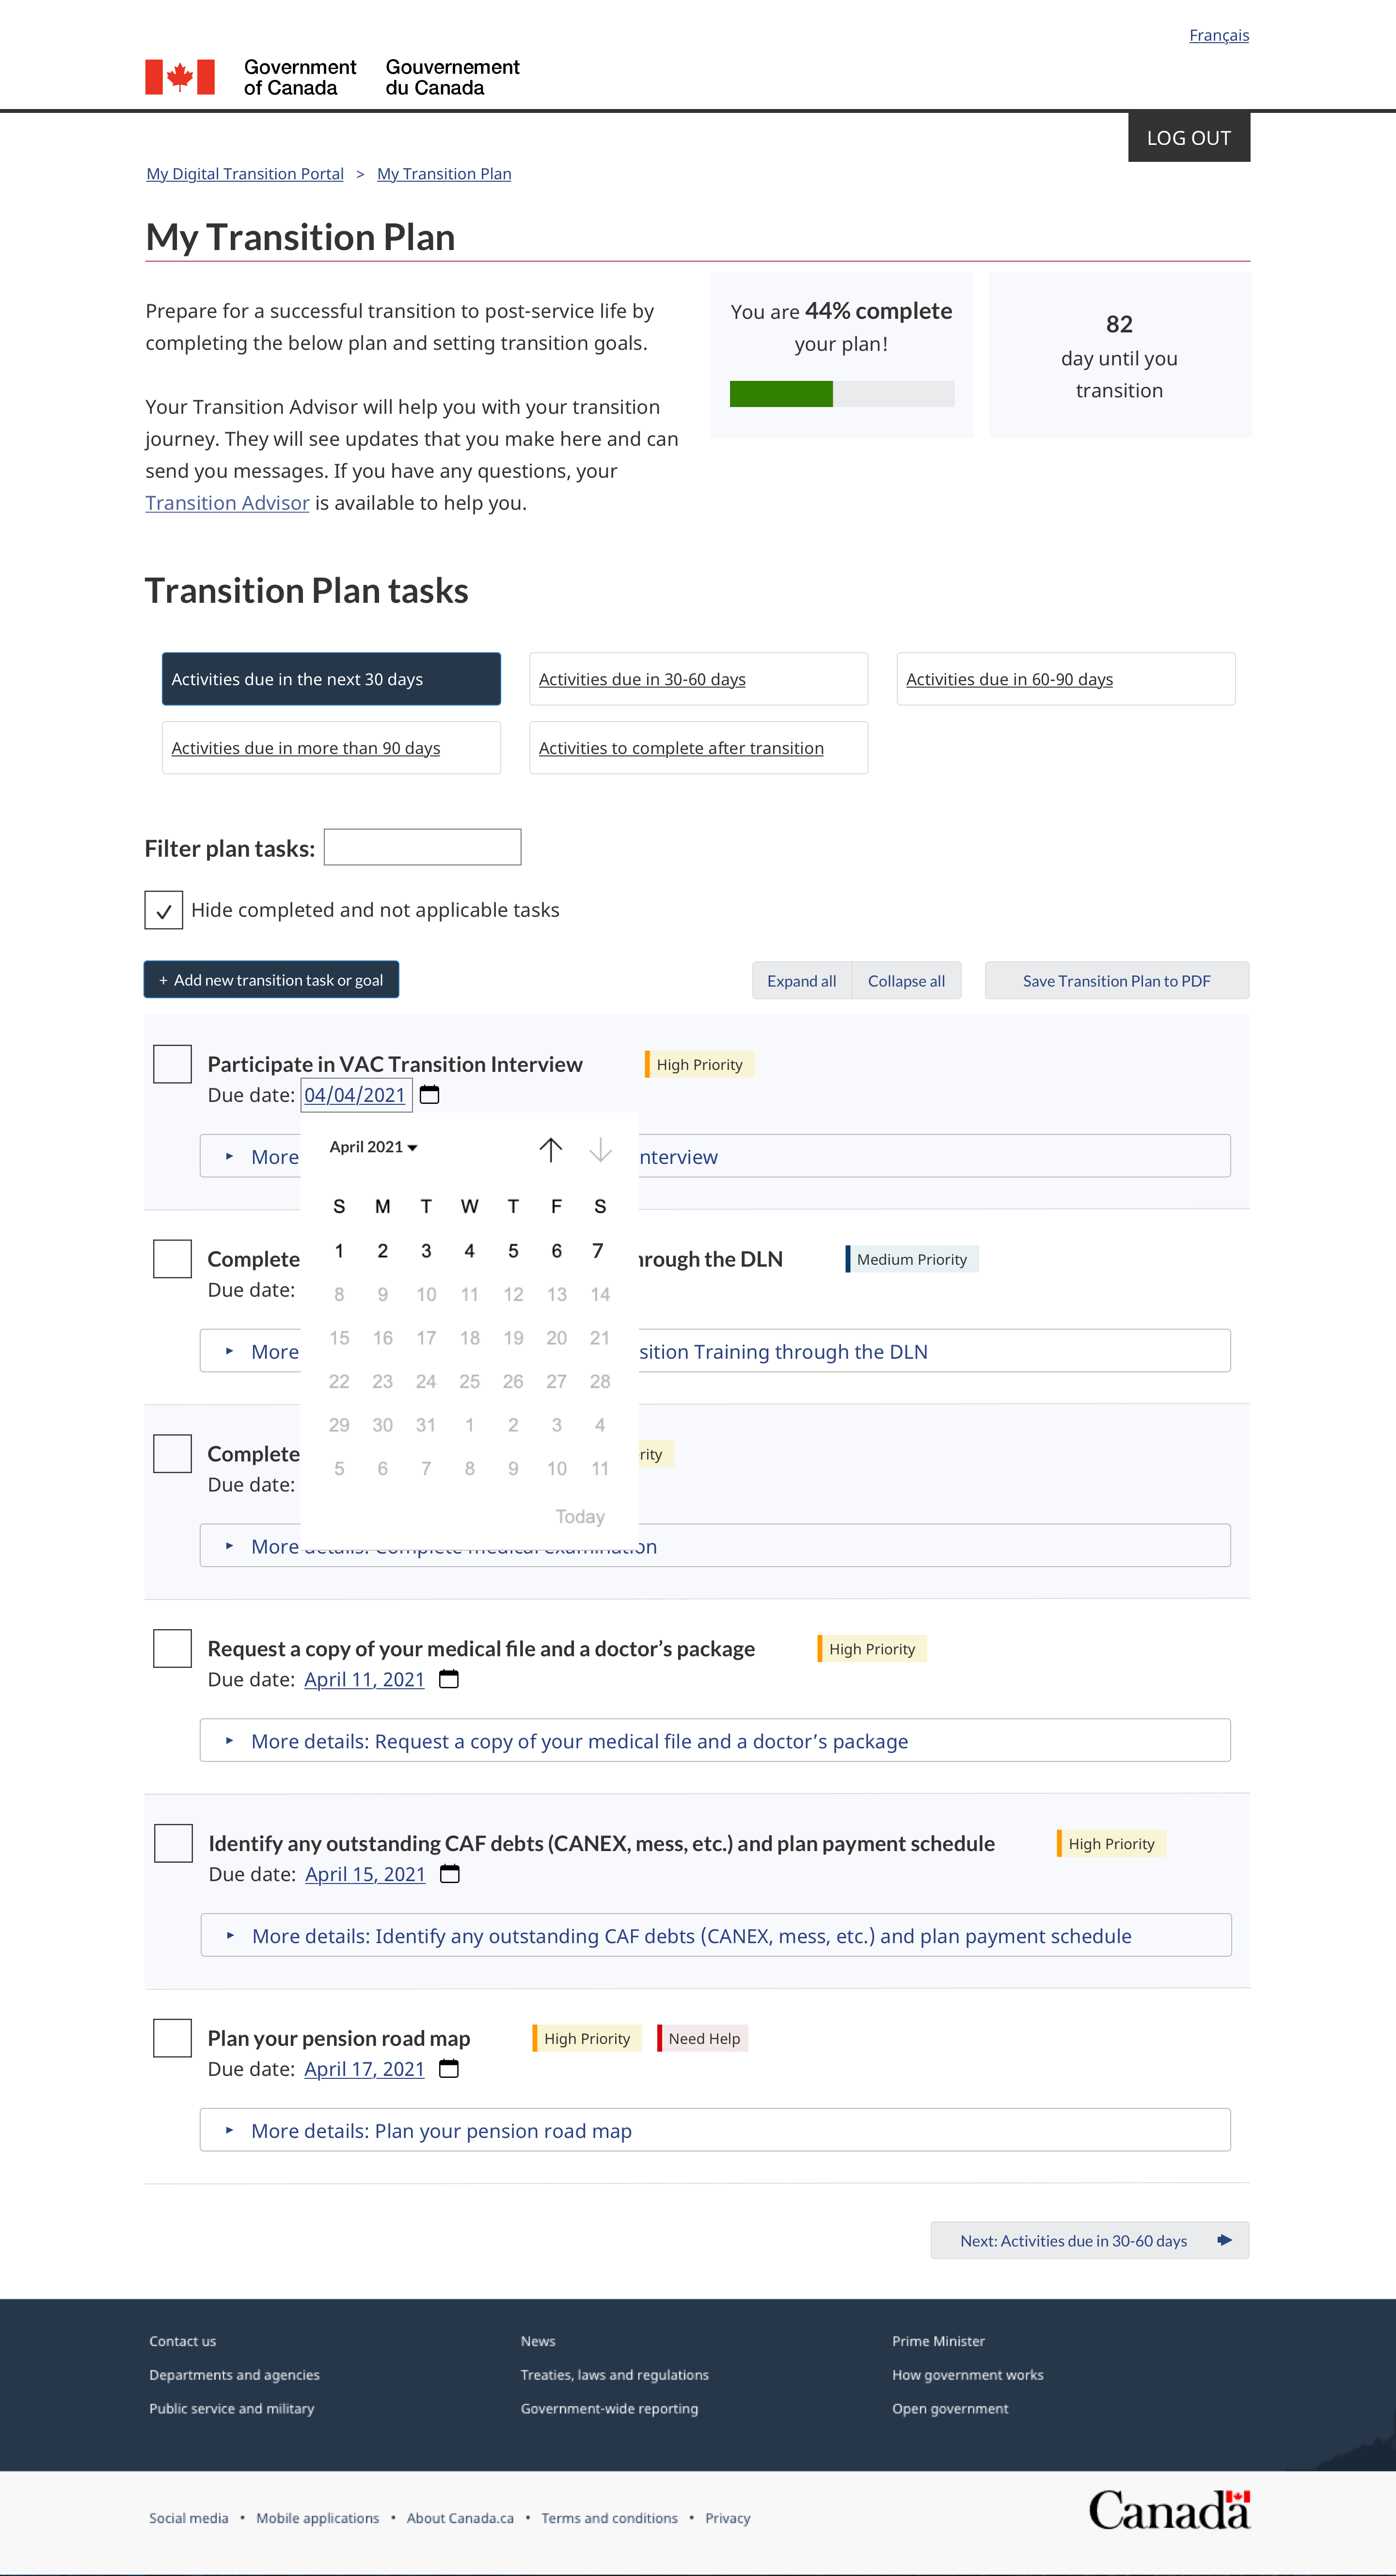 Français
Government
of Canada
Gouvernement
du Canada
LOG OUT
My Digital Transition Portal > My Transition Plan
My Transition Plan
Prepare for a successful transition to post-service life by
completing the below plan and setting transition goals.
Your Transition Advisor will help you with your transition
journey. They will see updates that you make here and can
send you messages. If you have any questions, your
Transition Advisor is available to help you.
You are 44% complete
your plan!
82
day until you
transition
Transition Plan tasks
Activities due in the next 30 days
Activities due in 30-60 days
Activities due in 60-90 days
Activities due in more than 90 days
Activities to complete after transition
Filter plan tasks:
Hide completed and not applicable tasks
+ Add new transition task or goal
Expand all
Collapse all
Save Transition Plan to PDF
Participate in VAC Transition Interview
High Priority
Due date: 04/04/2021
More
nterview
April 2021
S M T W T F S
1 2 3 4 5 6 7
8 9 10 11 12 13 14
15 16 17 18 19 20 21
22 23 24 25 26 27 28
29 30 31 1 2 3 4
5 6 7 8 9 10 11
Today
Complete
hrough the DLN
Medium Priority
Due date:
More
sition Training through the DLN
Complete
rity
Due date:
More details: Complete medical examination
Request a copy of your medical file and a doctor’s package
High Priority
Due date: April 11, 2021
More details: Request a copy of your medical file and a doctor’s package
Identify any outstanding CAF debts (CANEX, mess, etc.) and plan payment schedule
High Priority
Due date: April 15, 2021
More details: Identify any outstanding CAF debts (CANEX, mess, etc.) and plan payment schedule
Plan your pension road map
High Priority
Need Help
Due date: April 17, 2021
More details: Plan your pension road map
Next: Activities due in 30-60 days
Contact us
Departments and agencies
Public service and military
News
Treaties, laws and regulations
Government-wide reporting
Prime Minister
How government works
Open government
Social media • Mobile applications • About Canada.ca • Terms and conditions • Privacy
Canada